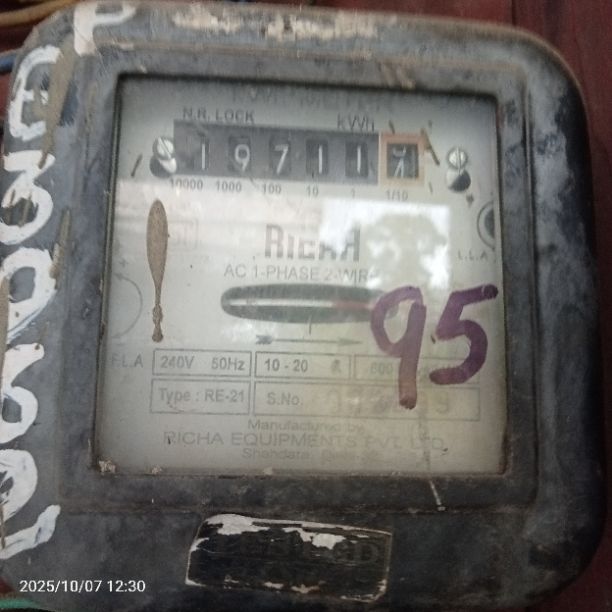 N.R. LOCK kWh
1 9 7 1 1
10000 1000 100 10 1 1/10
RICHA
AC 1-PHASE 2-WIRE
L.L.A
95
F.L.A 240V 50Hz 10 - 20 A
Type : RE-21 S.No.
Manufactured by
RICHA EQUIPMENTS PVT. LTD.
Shahdara,
2025/10/07 12:30